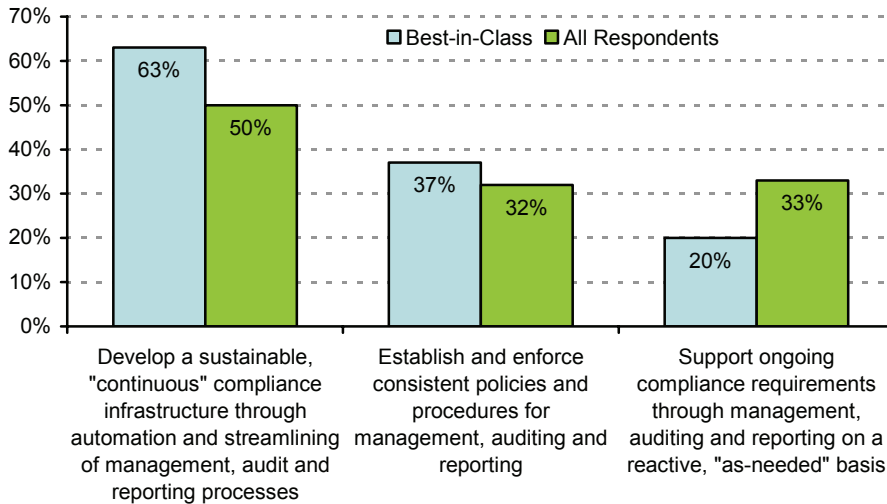 70%
60%
50%
40%
30%
20%
10%
0%
Best-in-Class All Respondents
63%
50%
37%
32%
20%
33%
Develop a sustainable,
"continuous" compliance
infrastructure through
automation and streamlining
of management, audit and
reporting processes
Establish and enforce
consistent policies and
procedures for
management, auditing and
reporting
Support ongoing
compliance requirements
through management,
auditing and reporting on a
reactive, "as-needed" basis